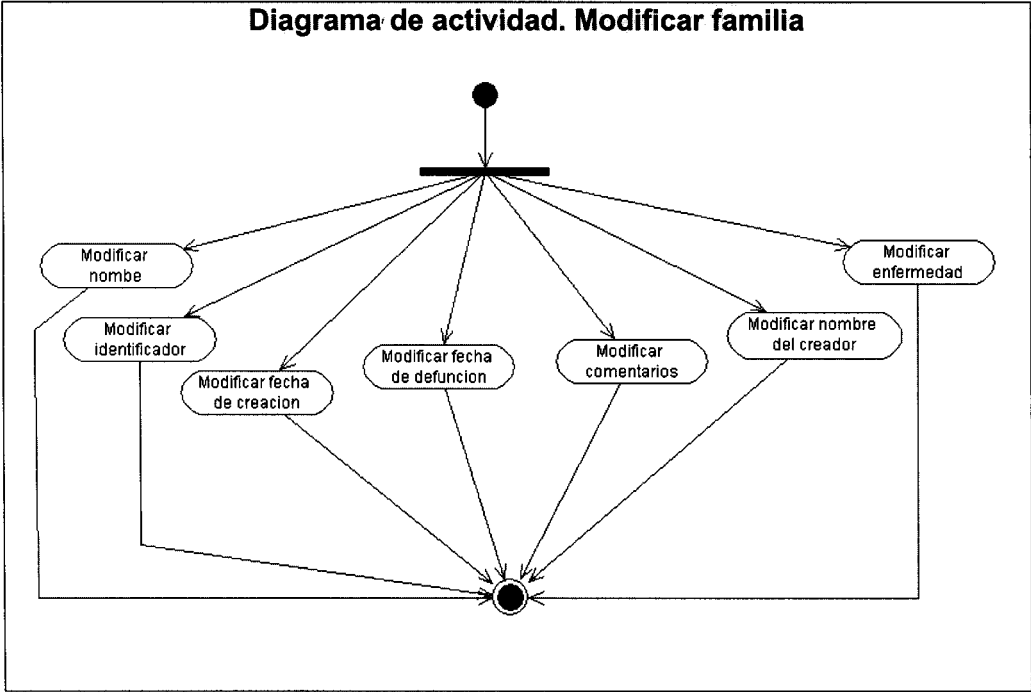 Diagrama de actividad. Modificar familia
Modificar
nombe
Modificar
enfermedad
Modificar
identificador
Modificar nombre
del creador
Modificar fecha
de creacion
Modificar fecha
de defuncion
Modificar
comentarios